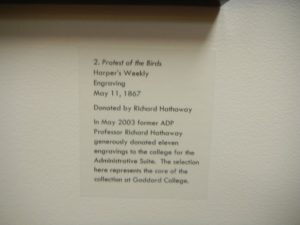 2. Protest of the Birds
Harper's Weekly
Engraving
May 11, 1867
Donated by Richard Hathaway
In May 2003 former ADP
Professor Richard Hathaway
generously donated eleven
engravings to the college for the
Administrative Suite. The selection
here represents the core of the
collection at Goddard College.